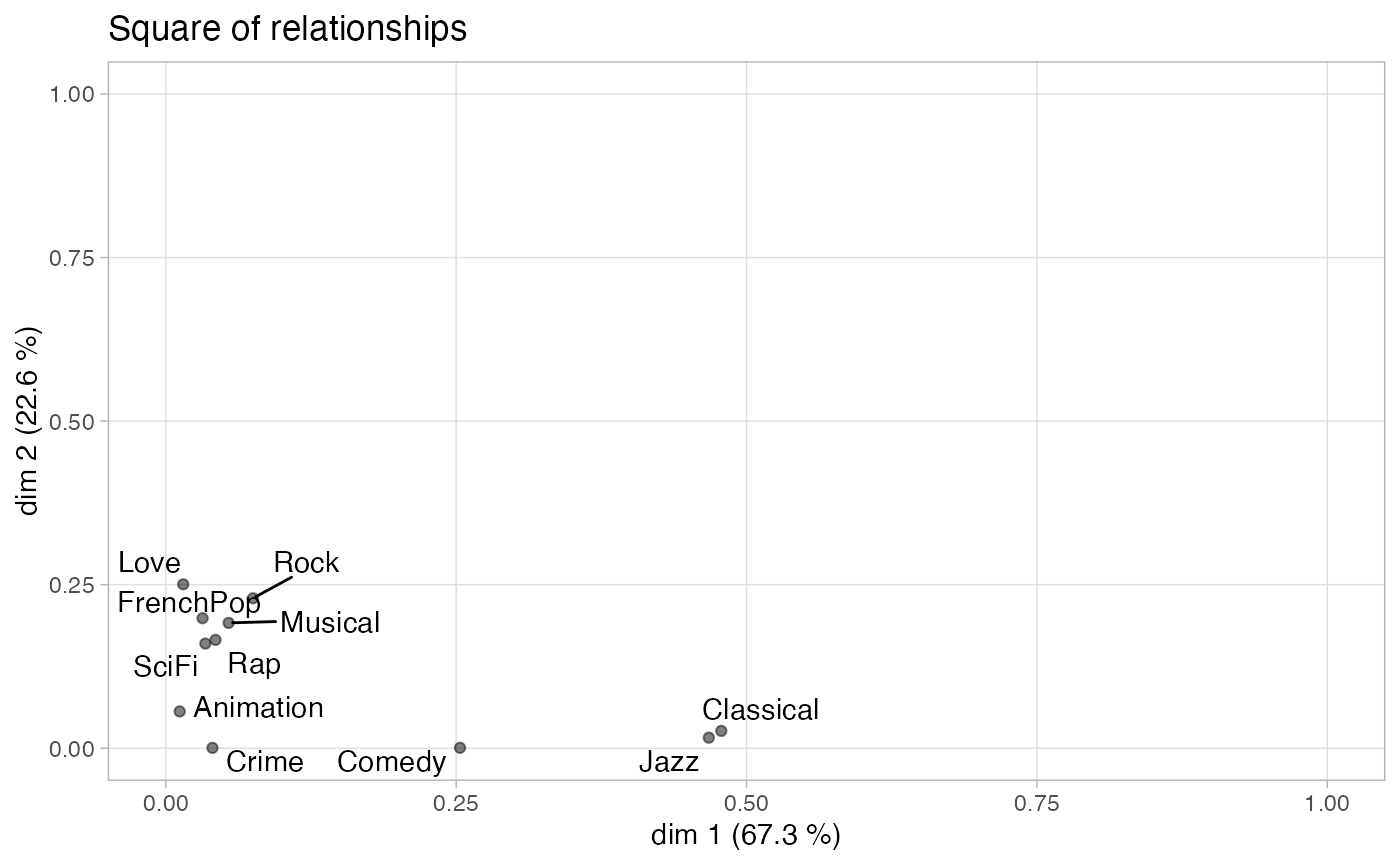 Square of relationships
1.00
0.75
0.50
0.25
0.00
dim 2 (22.6 %)
Love
Rock
FrenchPop
Musical
SciFi
Rap
Animation
Classical
Crime
Comedy
Jazz
0.00
0.25
0.50
0.75
1.00
dim 1 (67.3 %)